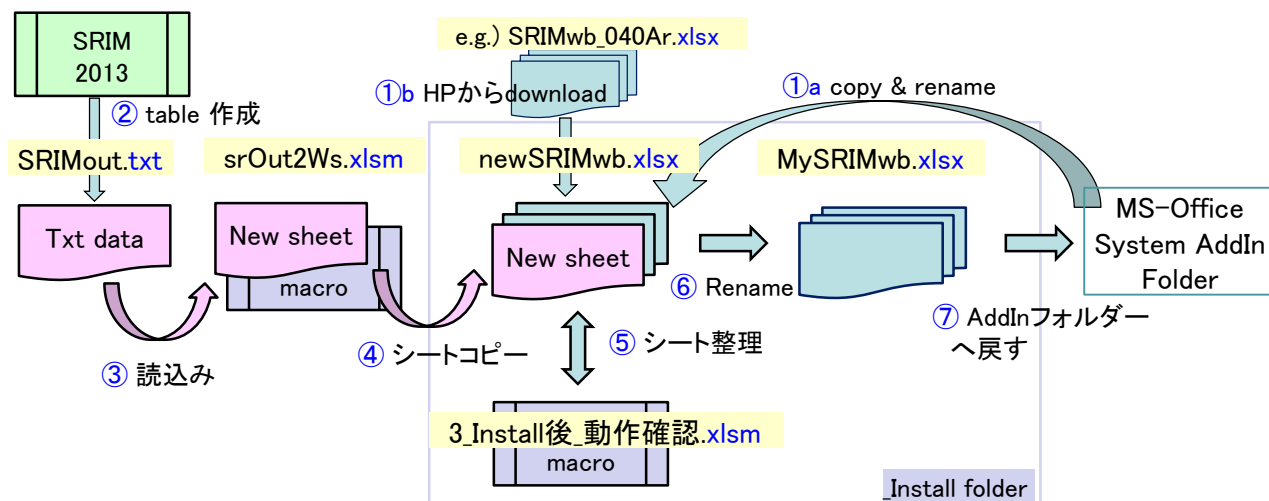 SRIM
2013
② table 作成
SRIMout.txt
Txt data
③ 読込み
srOut2Ws.xlsm
New sheet
macro
④ シートコピー
e.g.) SRIMwb_040Ar.xlsx
①b HPからdownload
①a copy & rename
newSRIMwb.xlsx
New sheet
⑤ シート整理
3_Install後_動作確認.xlsm
macro
MySRIMwb.xlsx
⑥ Rename
MS-Office
System AddIn
Folder
⑦ AddInフォルダー
へ戻す
_Install folder